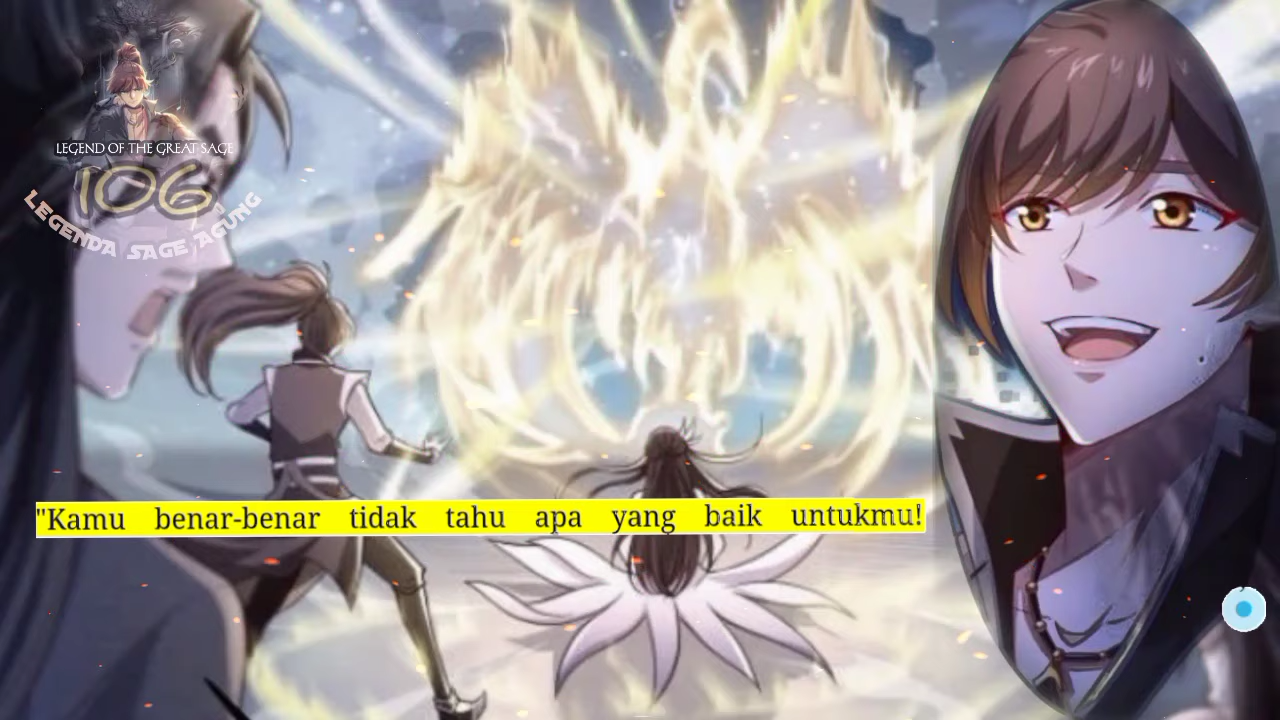 LEGEND OF THE GREAT SAGE
106
LEGENDA SAGE AGUNG
"Kamu benar-benar tidak tahu apa yang baik untukmu!